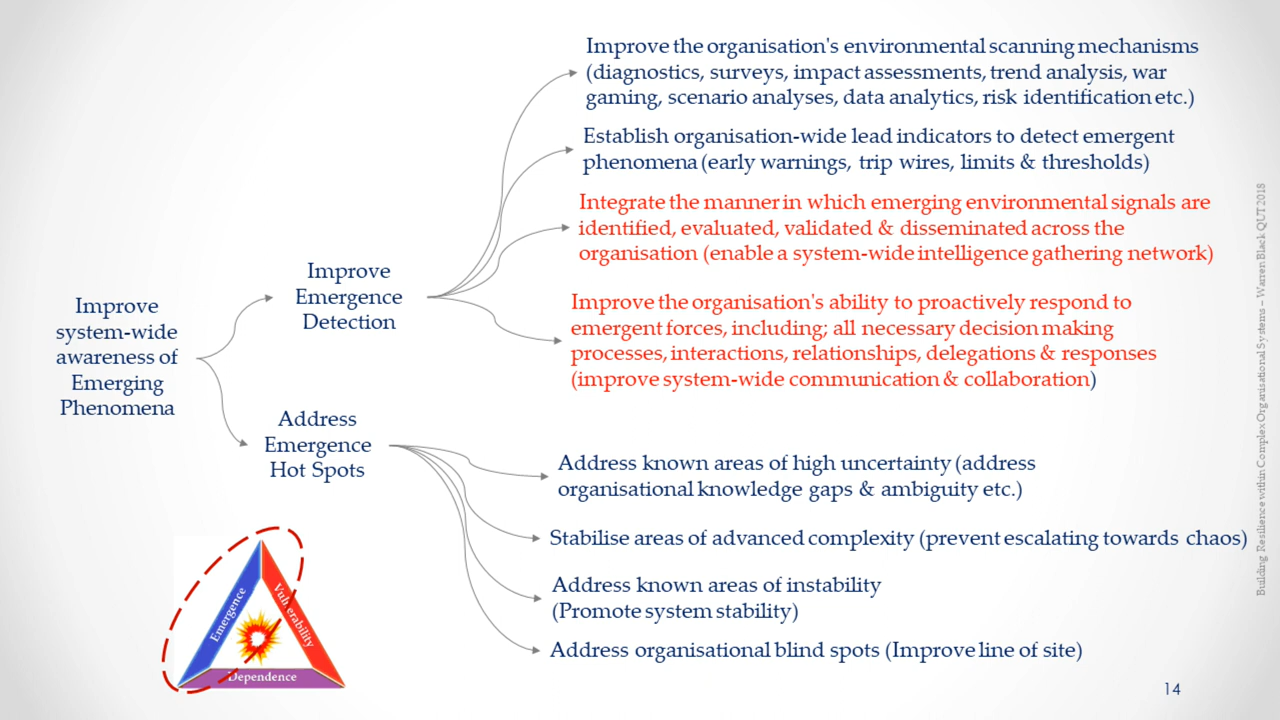 Improve the organisation's environmental scanning mechanisms
(diagnostics, surveys, impact assessments, trend analysis, war
gaming, scenario analyses, data analytics, risk identification etc.)
Establish organisation-wide lead indicators to detect emergent
phenomena (early warnings, trip wires, limits & thresholds)
Integrate the manner in which emerging environmental signals are
identified, evaluated, validated & disseminated across the
organisation (enable a system-wide intelligence gathering network)
Improve
Emergence
Detection
Improve the organisation's ability to proactively respond to
emergent forces, including; all necessary decision making
processes, interactions, relationships, delegations & responses
(improve system-wide communication & collaboration)
Improve
system-wide
awareness of
Emerging
Phenomena
Address
Emergence
Hot Spots
Address known areas of high uncertainty (address
organisational knowledge gaps & ambiguity etc.)
Stabilise areas of advanced complexity (prevent escalating towards chaos)
Address known areas of instability
(Promote system stability)
Address organisational blind spots (Improve line of site)
Emergence
Vulnerability
Dependence
14
Building Resilience within Complex Organisational Systems – Warren Black QUT 2018